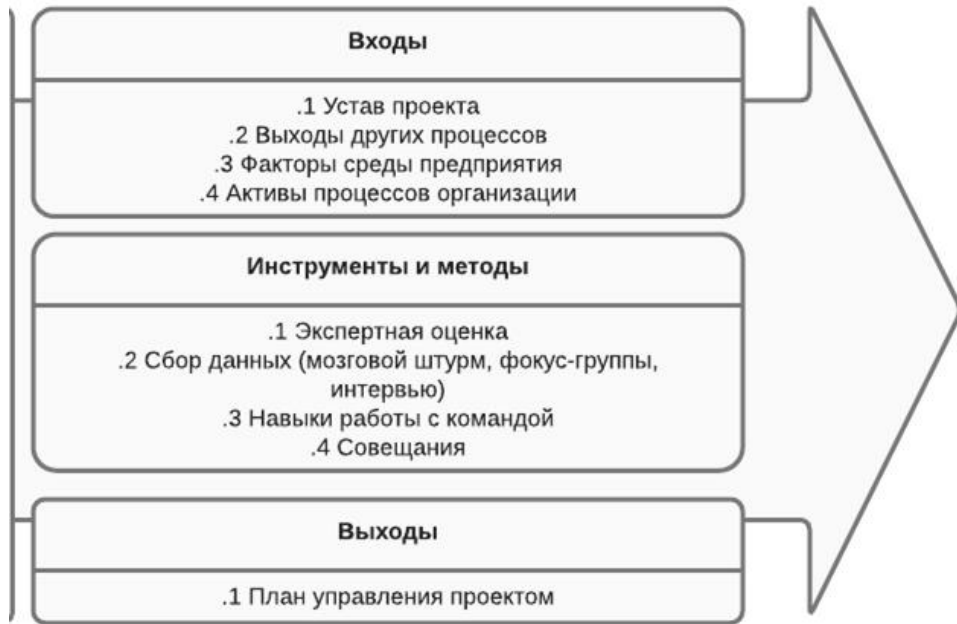 Входы
.1 Устав проекта
.2 Выходы других процессов
.3 Факторы среды предприятия
.4 Активы процессов организации
Инструменты и методы
.1 Экспертная оценка
.2 Сбор данных (мозговой штурм, фокус-группы,
интервью)
.3 Навыки работы с командой
.4 Совещания
Выходы
.1 План управления проектом